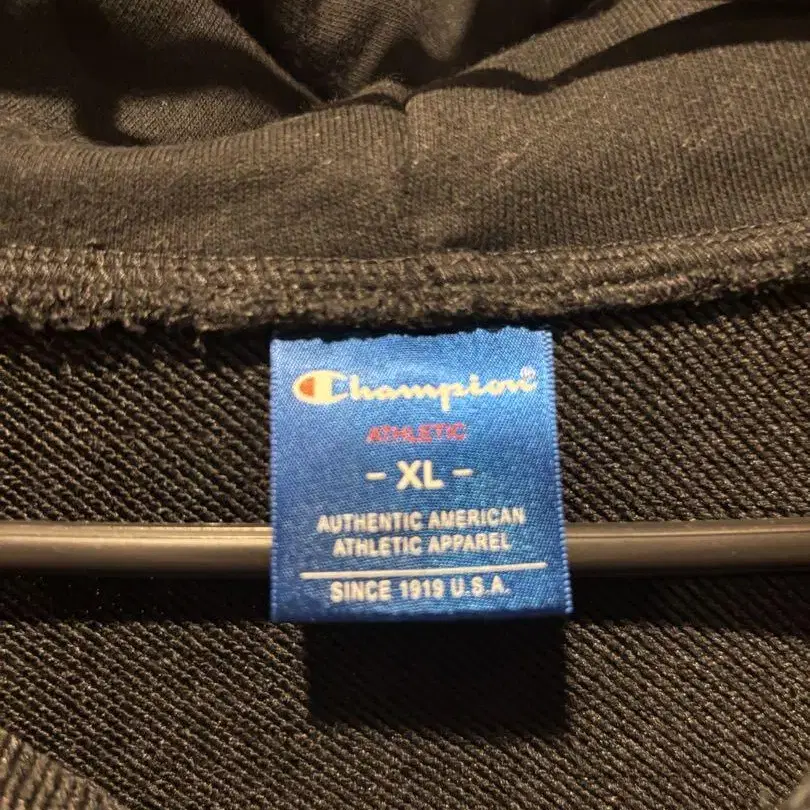 Champion®
ATHLETIC
- XL -
AUTHENTIC AMERICAN
ATHLETIC APPAREL
SINCE 1919 U.S.A.